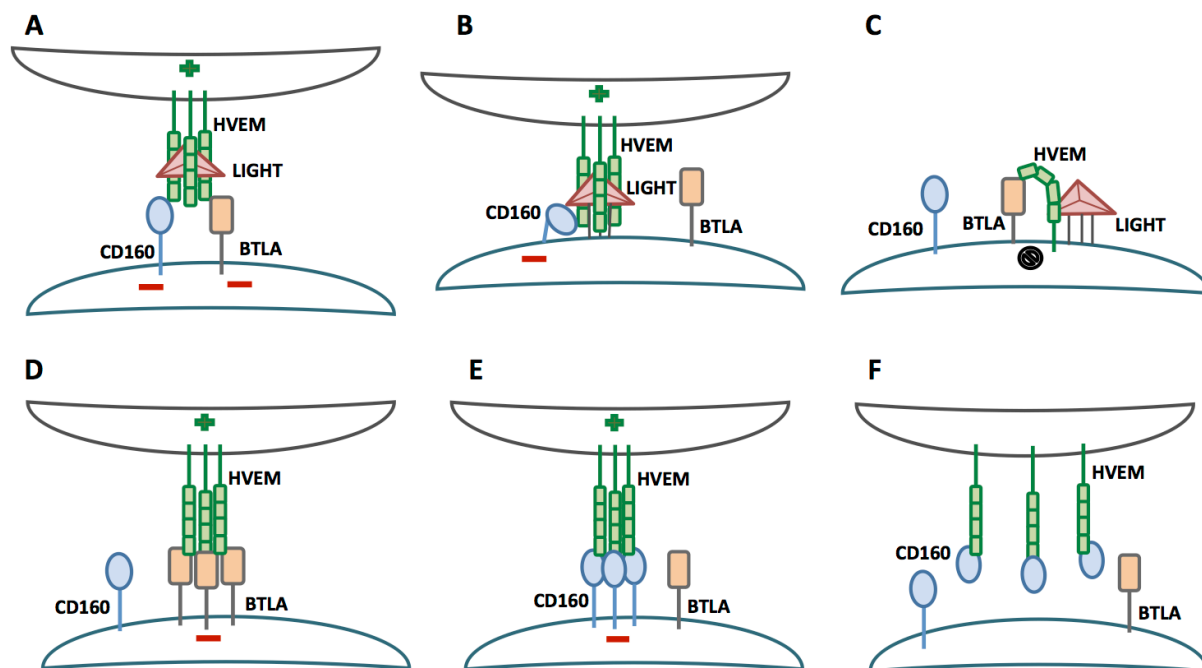 A
HVEM
LIGHT
CD160
BTLA
B
HVEM
LIGHT
CD160
BTLA
C
HVEM
CD160
BTLA
LIGHT
D
HVEM
CD160
BTLA
E
HVEM
CD160
BTLA
F
HVEM
CD160
BTLA